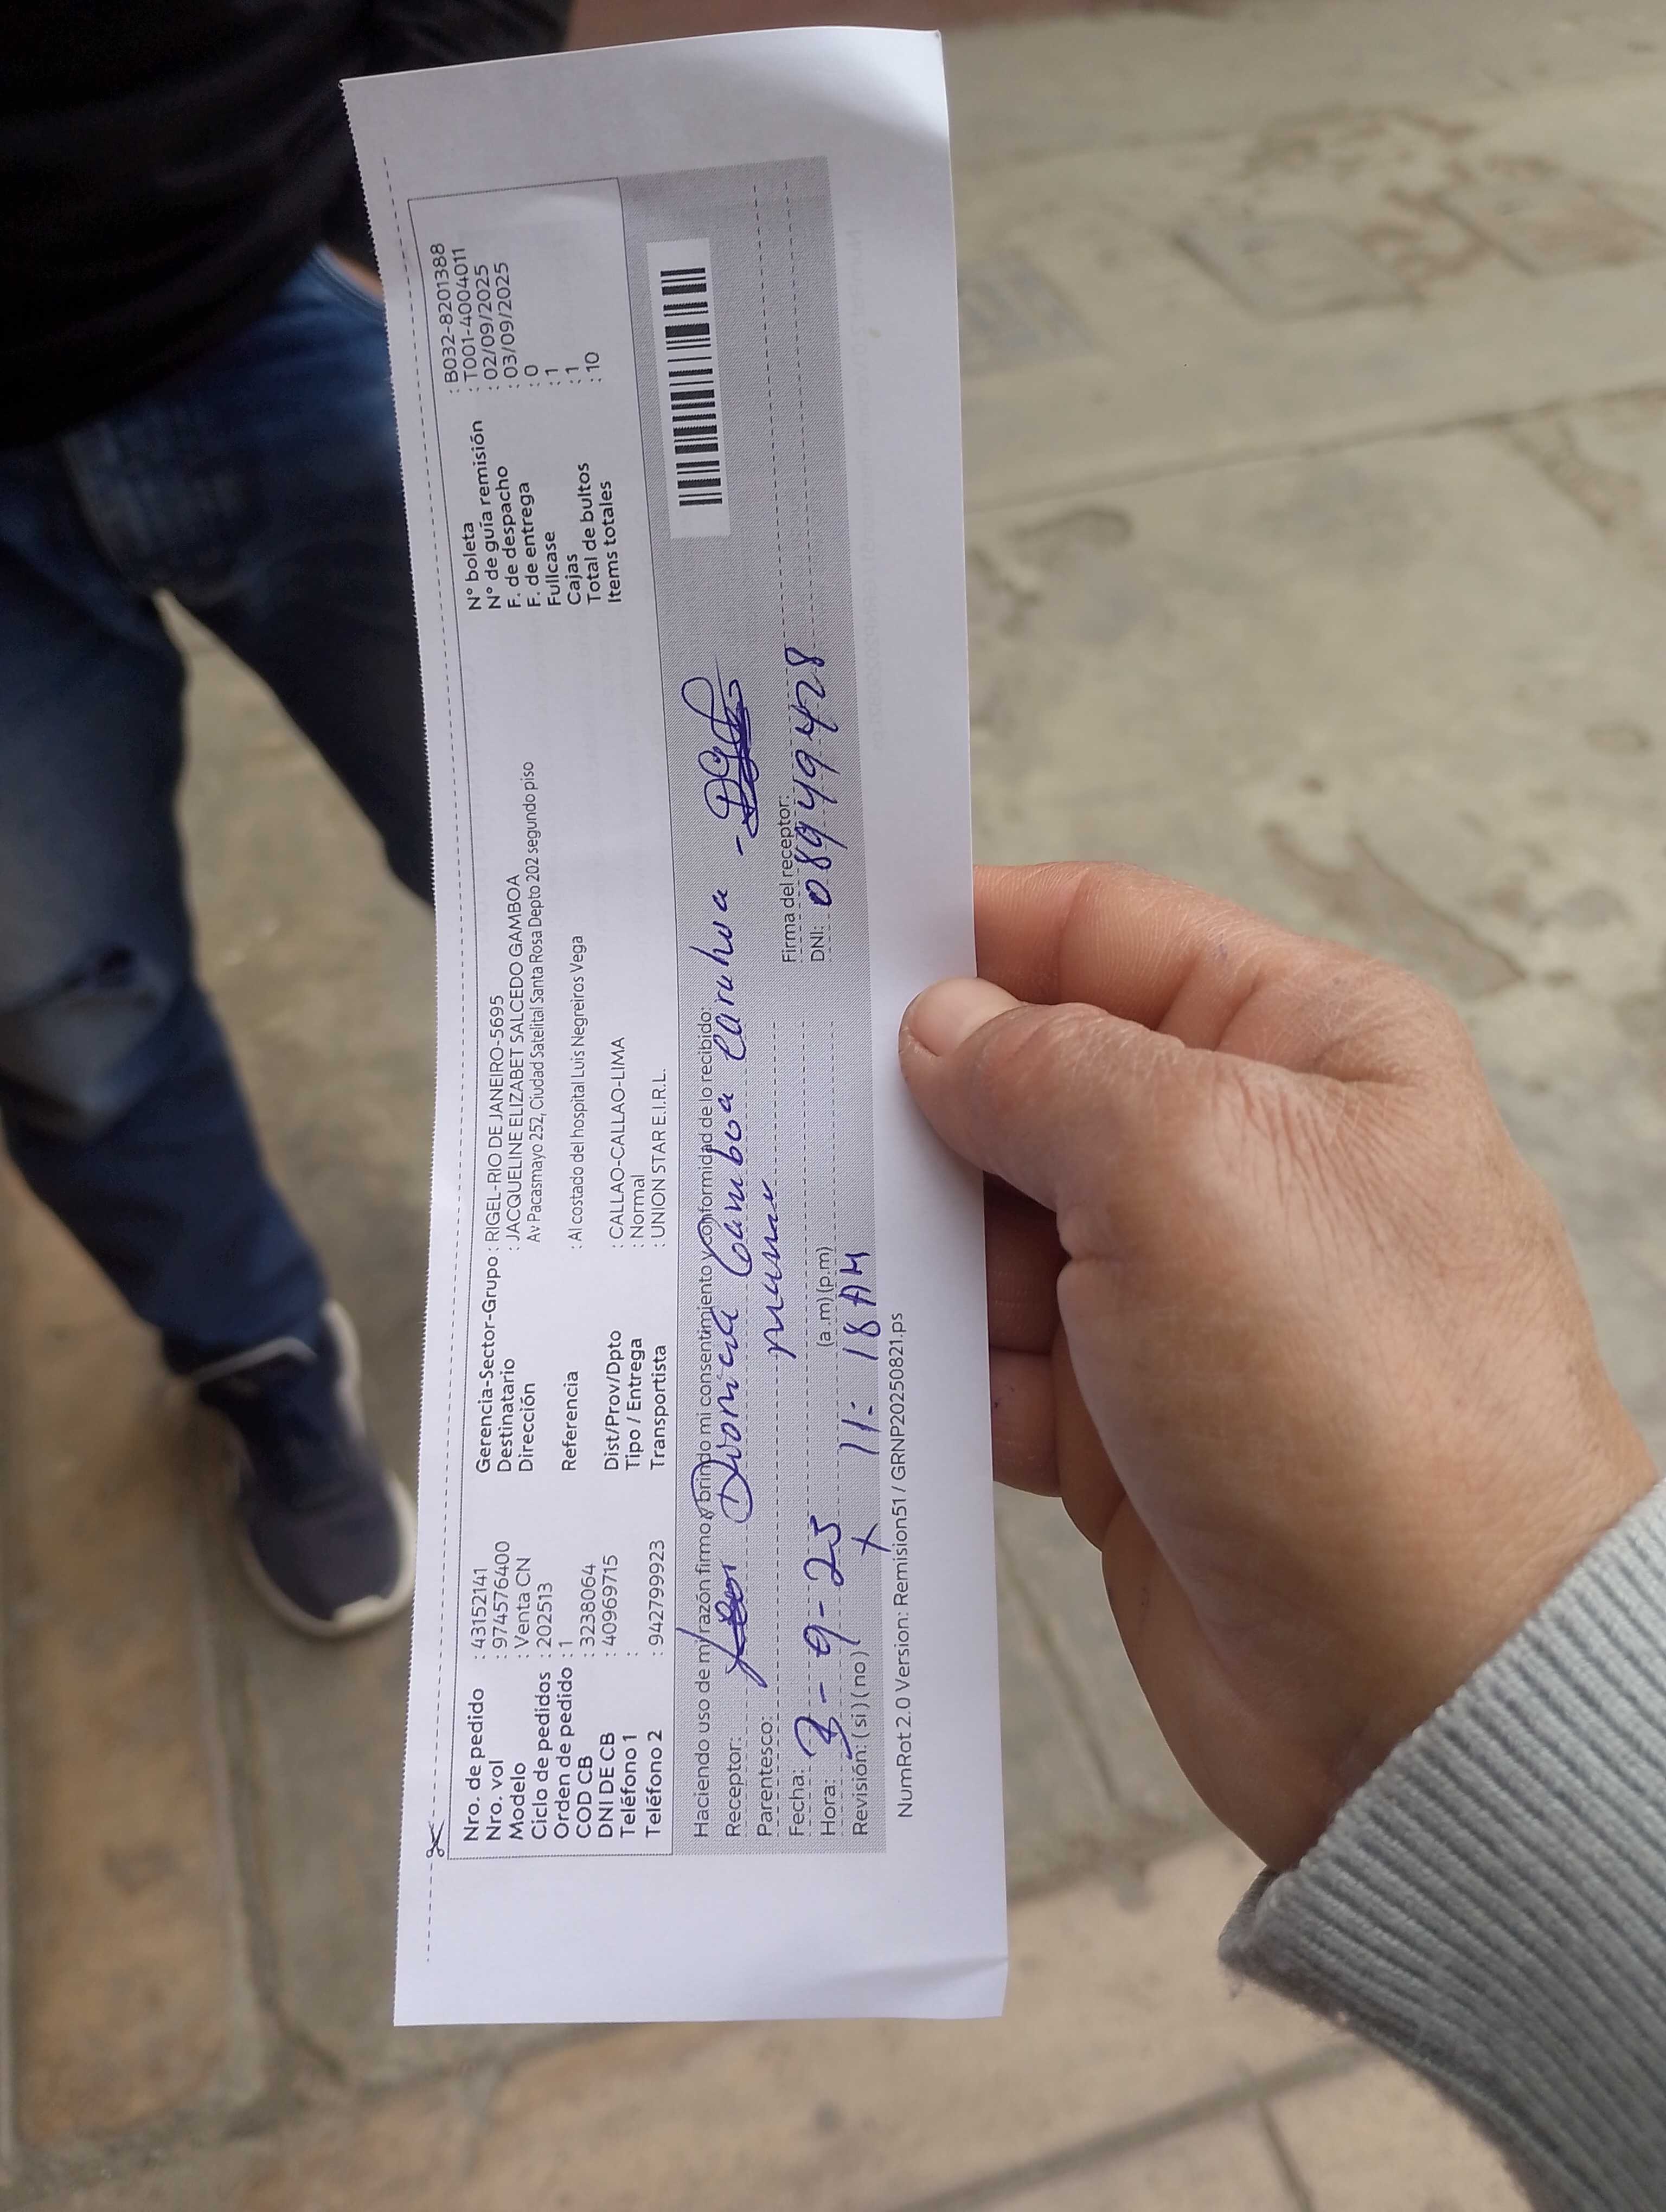 Nro. de pedido : 43152141
Nro. vol : 974576400
Modelo : Venta CN
Ciclo de pedidos : 202513
Orden de pedido : 1
COD CB : 3238064
DNI DE CB : 40969715
Teléfono 1 :
Teléfono 2 : 942799923
Gerencia-Sector-Grupo : RIGEL-RIO DE JANEIRO-5695
Destinatario : JACQUELINE ELIZABET SALCEDO GAMBOA
Dirección Av Pacasmayo 252, Ciudad Satelital Santa Rosa Depto 202 segundo piso
Referencia : Al costado del hospital Luis Negreiros Vega
Dist/Prov/Dpto : CALLAO-CALLAO-LIMA
Tipo / Entrega : Normal
Transportista : UNION STAR E.I.R.L.
N° boleta : B032-8201388
N° de guía remisión : T001-4004011
F. de despacho : 02/09/2025
F. de entrega : 03/09/2025
Fullcase : 0
Cajas : 1
Total de bultos : 1
Items totales : 10
Haciendo uso de mi razón firmo y brindo mi consentimiento y conformidad de lo recibido:
Receptor: Gamboa
Parentesco: mama
Firma del receptor:
Fecha: 3-9-25
DNI: 08949428
Hora: 11:18 AM (a.m) (p.m)
Revisión: (si) (no) X
NumRot 2.0 Version: Remision51 / GRNP20250821.ps